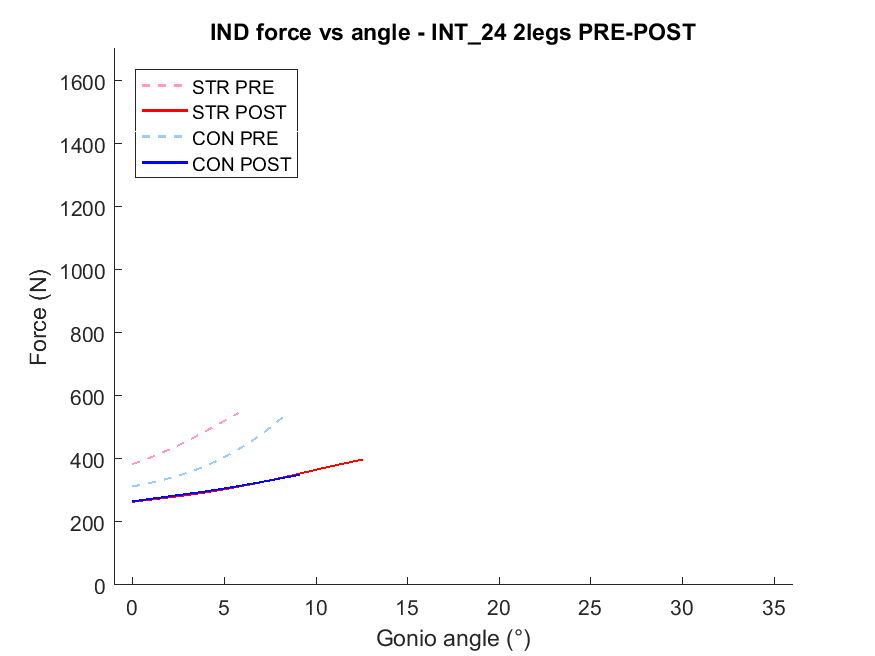 IND force vs angle - INT_24 2legs PRE-POST
STR PRE
STR POST
CON PRE
CON POST
1600
1400
1200
1000
800
600
400
200
0
Force (N)
0 5 10 15 20 25 30 35
Gonio angle (°)